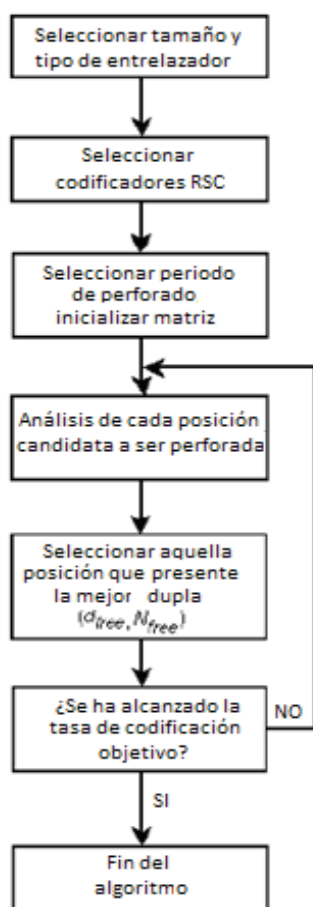 Seleccionar tamaño y
tipo de entrelazador
Seleccionar
codificadores RSC
Seleccionar periodo
de perforado
inicializar matriz
Análisis de cada posición
candidata a ser perforada
Seleccionar aquella
posición que presente
la mejor dupla
(d_free, N_free)
¿Se ha alcanzado la
tasa de codificación
objetivo?
NO
SI
Fin del
algoritmo